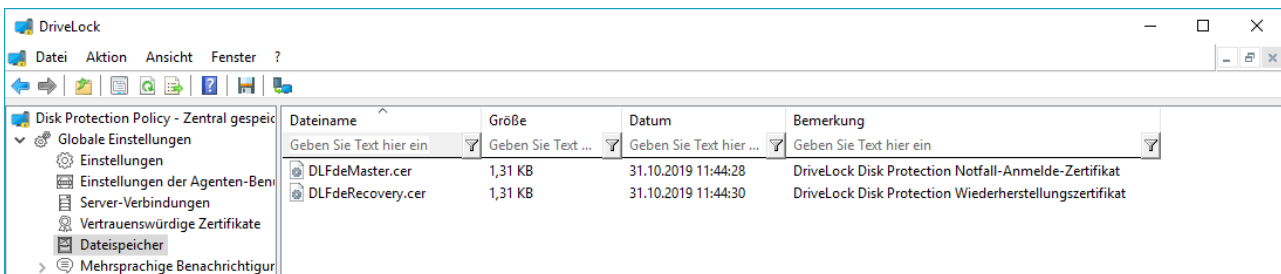 DriveLock
Datei Aktion Ansicht Fenster ?
Disk Protection Policy - Zentral gespeic
Globale Einstellungen
Einstellungen
Einstellungen der Agenten-Ben
Server-Verbindungen
Vertrauenswürdige Zertifikate
Dateispeicher
Mehrsprachige Benachrichtigur
Dateiname Größe Datum Bemerkung
Geben Sie Text hier ein Geben Sie Text ... Geben Sie Text hier ... Geben Sie Text hier ein
DLFdeMaster.cer 1,31 KB 31.10.2019 11:44:28 DriveLock Disk Protection Notfall-Anmelde-Zertifikat
DLFdeRecovery.cer 1,31 KB 31.10.2019 11:44:30 DriveLock Disk Protection Wiederherstellungszertifikat